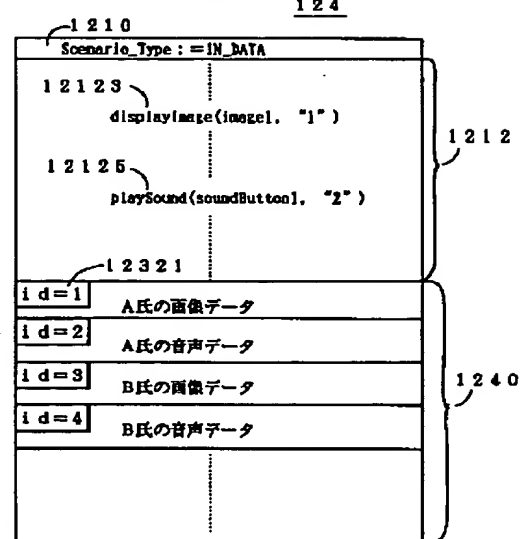 124
1210
Scenario_Type:=IN_DATA
12123
displayImage(image1, "1")
1212
12125
playSound(soundButton1, "2")
12321
id=1 A氏の画像データ
id=2 A氏の音声データ
id=3 B氏の画像データ
1240
id=4 B氏の音声データ